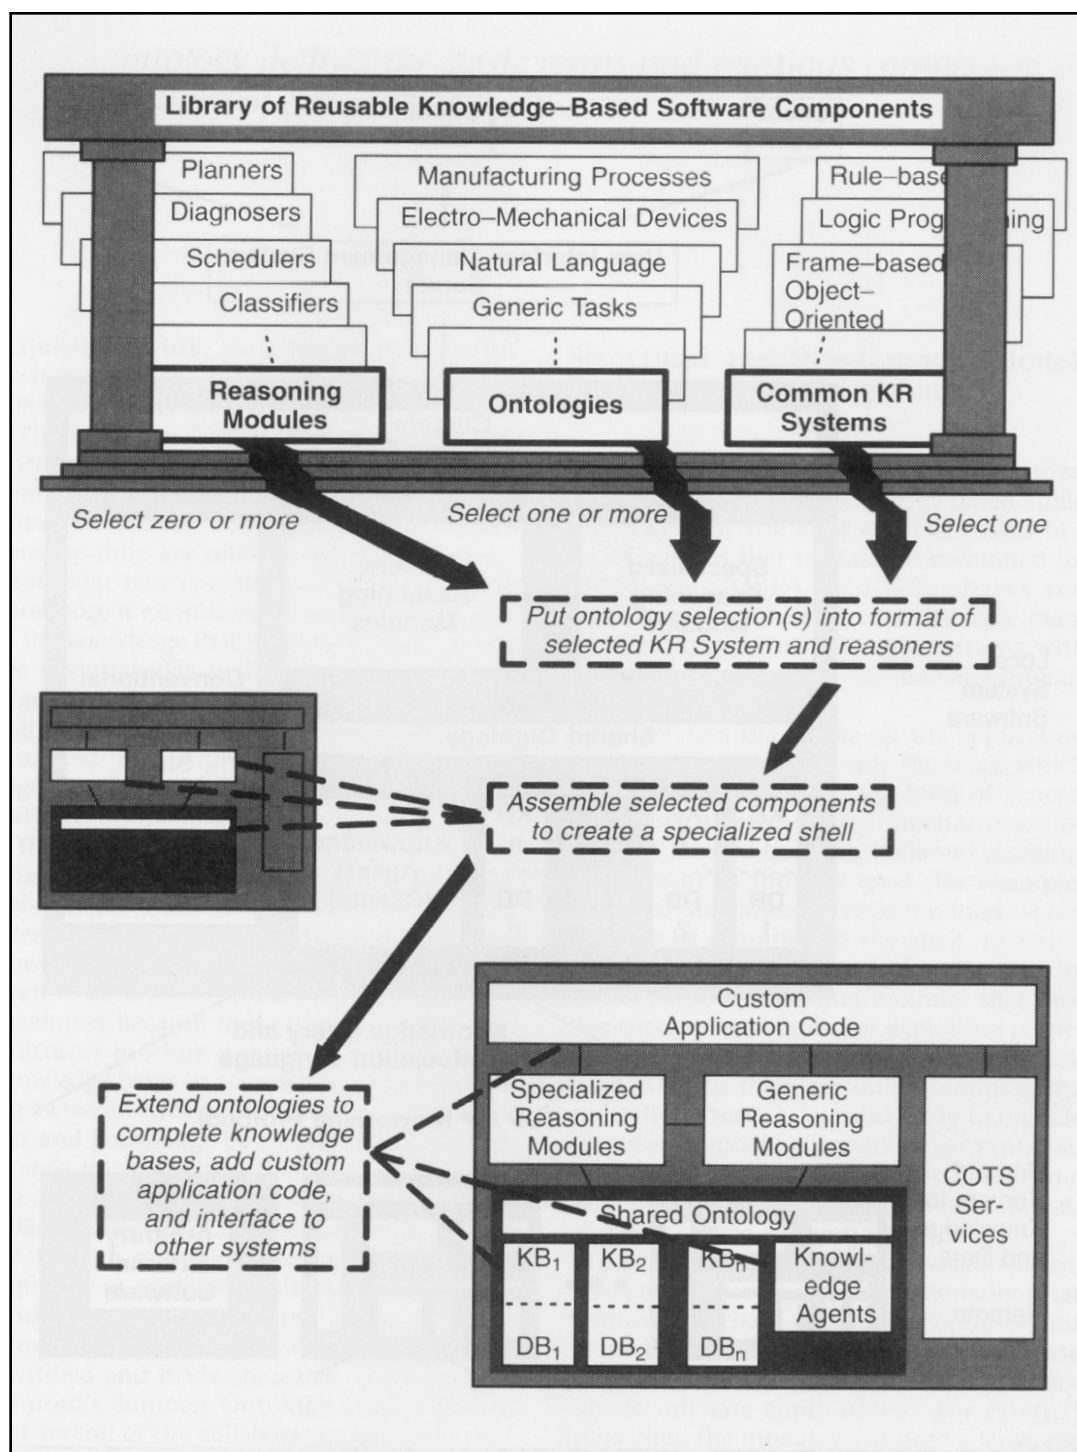 Library of Reusable Knowledge–Based Software Components
Planners
Diagnosers
Schedulers
Classifiers
Reasoning
Modules
Manufacturing Processes
Electro–Mechanical Devices
Natural Language
Generic Tasks
Ontologies
Rule–base
Logic Programming
Frame–based
Object–
Oriented
Common KR
Systems
Select zero or more
Select one or more
Select one
Put ontology selection(s) into format of
selected KR System and reasoners
Assemble selected components
to create a specialized shell
Extend ontologies to
complete knowledge
bases, add custom
application code,
and interface to
other systems
Custom
Application Code
Specialized
Reasoning
Modules
Generic
Reasoning
Modules
COTS
Ser-
vices
Shared Ontology
KB1 KB2 KBn
Knowl-
edge
Agents
DB1 DB2 DBn